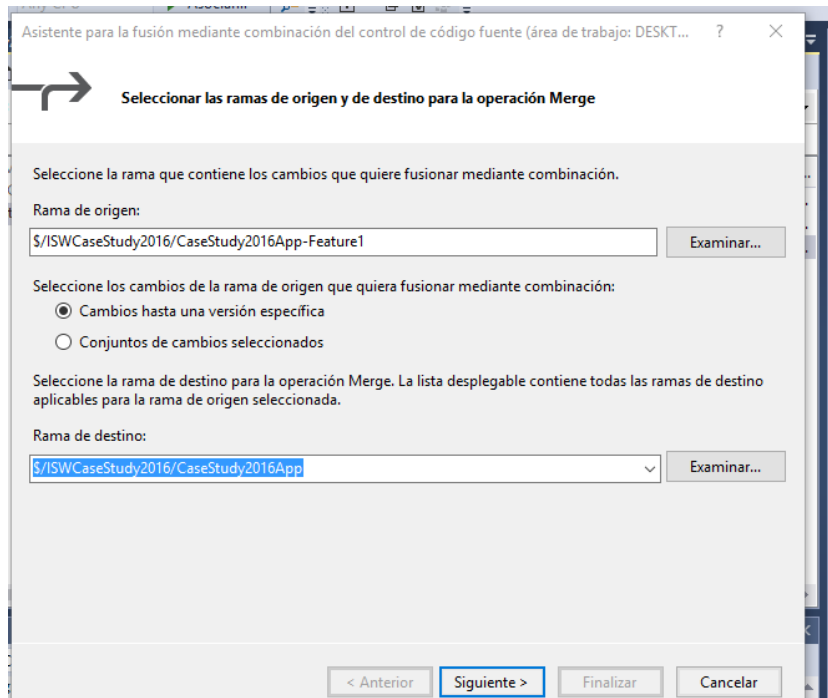 Asistente para la fusión mediante combinación del control de código fuente (área de trabajo: DESKT... ?
Seleccionar las ramas de origen y de destino para la operación Merge
Seleccione la rama que contiene los cambios que quiere fusionar mediante combinación.
Rama de origen:
$/ISWCaseStudy2016/CaseStudy2016App-Feature1 Examinar...
Seleccione los cambios de la rama de origen que quiera fusionar mediante combinación:
Cambios hasta una versión específica
Conjuntos de cambios seleccionados
Seleccione la rama de destino para la operación Merge. La lista desplegable contiene todas las ramas de destino
aplicables para la rama de origen seleccionada.
Rama de destino:
$/ISWCaseStudy2016/CaseStudy2016App Examinar...
< Anterior Siguiente > Finalizar Cancelar